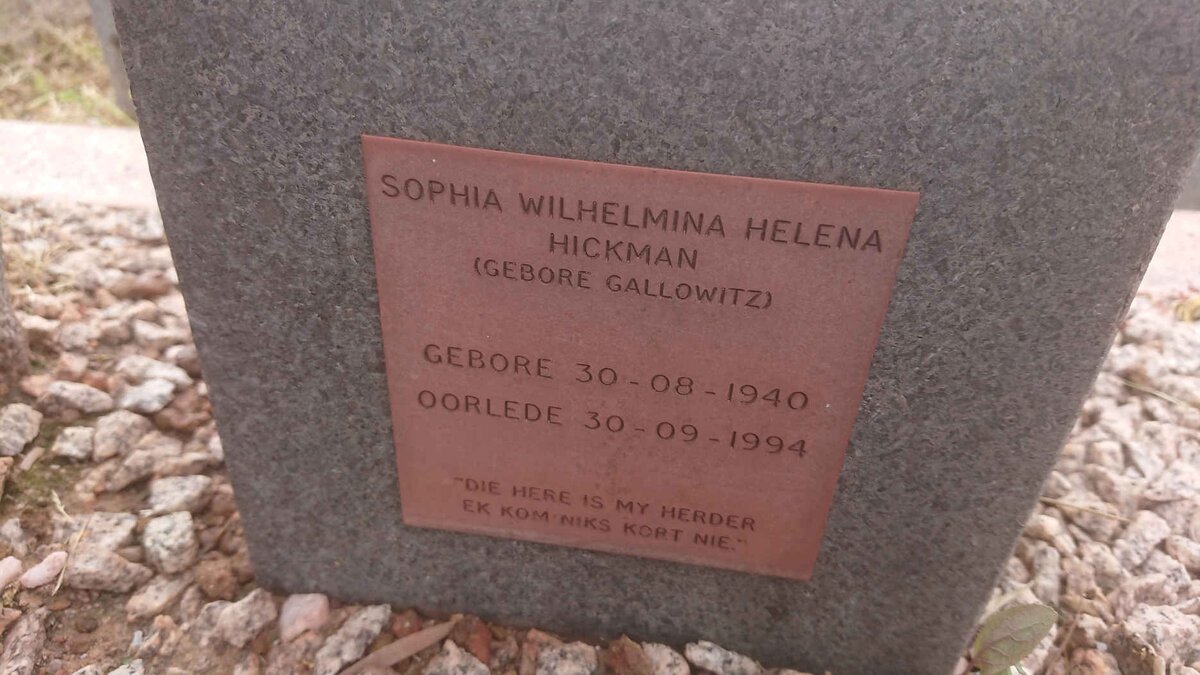 SOPHIA WILHELMINA HELENA
HICKMAN
(GEBORE GALLOWITZ)
GEBORE 30-08-1940
OORLEDE 30-09-1994
"DIE HERE IS MY HERDER
EK KOM NIKS KORT NIE."